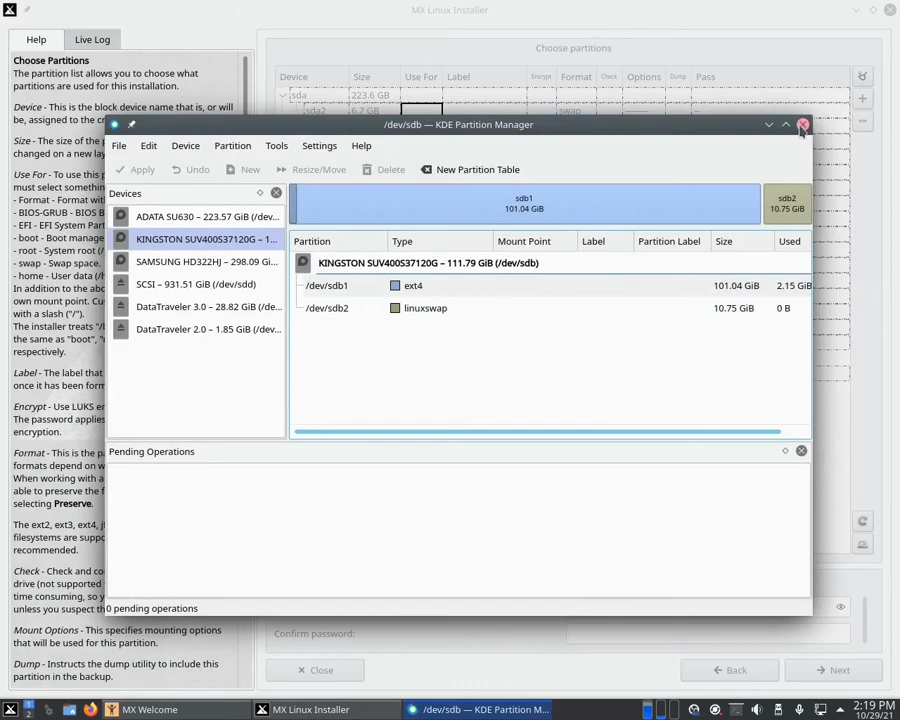 MX Linux Installer
Help
Live Log
Choose Partitions
The partition list allows you to choose what
partitions are used for this installation.
Device - This is the block device name that is, or will
be, assigned to the cr
Size - The size of the p
changed on a new lay
Use For - To use this p
must select somethin
- Format - Format with
- BIOS-GRUB - BIOS B
- EFI - EFI System Part
- boot - Boot manage
- root - System root (/
- swap - Swap space.
- home - User data (/h
In addition to the abo
own mount point. Cus
with a slash ("/").
The installer treats "/b
the same as "boot", "r
respectively.
Label - The label that
once it has been form
Encrypt - Use LUKS en
The password applies
encryption.
Format - This is the pa
formats depend on w
When working with a
able to preserve the f
selecting Preserve.
The ext2, ext3, ext4, jf
filesystems are suppo
recommended.
Check - Check and co
drive (not supported
time consuming, so y
unless you suspect th
Mount Options - This specifies mounting options
that will be used for this partition.
Dump - Instructs the dump utility to include this
partition in the backup.
Choose partitions
Device Size Use For Label Encrypt Format Check Options Dump Pass
sda 223.6 GB
sda2 6.7 GB swap
/dev/sdb — KDE Partition Manager
File Edit Device Partition Tools Settings Help
Apply Undo New Resize/Move Delete New Partition Table
Devices
ADATA SU630 – 223.57 GiB (/dev...
KINGSTON SUV400S37120G – 1...
SAMSUNG HD322HJ – 298.09 Gi...
SCSI – 931.51 GiB (/dev/sdd)
DataTraveler 3.0 – 28.82 GiB (/de...
DataTraveler 2.0 – 1.85 GiB (/dev...
sdb1
101.04 GiB
sdb2
10.75 GiB
Partition Type Mount Point Label Partition Label Size Used
KINGSTON SUV400S37120G – 111.79 GiB (/dev/sdb)
/dev/sdb1 ext4 101.04 GiB 2.15 GiB
/dev/sdb2 linuxswap 10.75 GiB 0 B
Pending Operations
0 pending operations
Confirm password:
Close
Back
Next
1
2
MX Welcome
MX Linux Installer
/dev/sdb — KDE Partition M...
2:19 PM
10/29/21